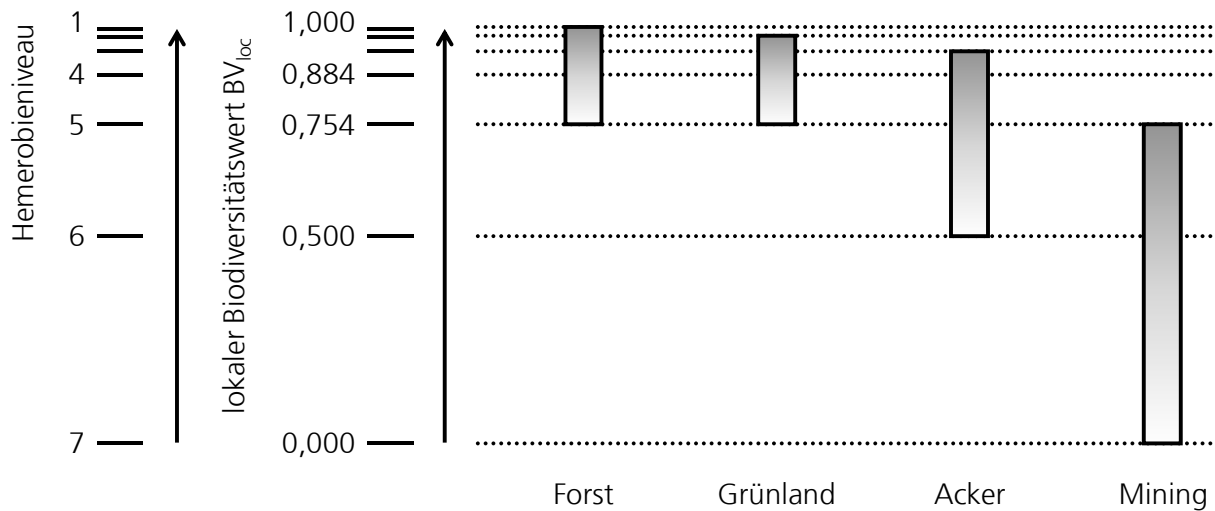 Hemerobieniveau
1
4
5
6
7
lokaler Biodiversitätswert BVloc
1,000
0,884
0,754
0,500
0,000
Forst
Grünland
Acker
Mining